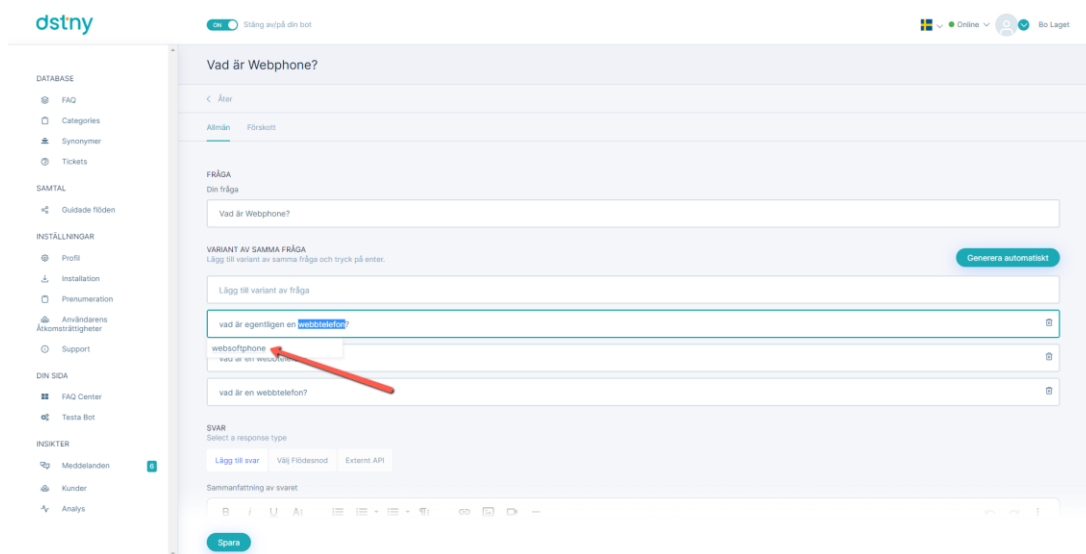 dstny
ON Stäng av/på din bot
Online
Bo Laget
DATABASE
FAQ
Categories
Synonymer
Tickets
SAMTAL
Guidade flöden
INSTÄLLNINGAR
Profil
Installation
Prenumeration
Användarens
Åtkomsträttigheter
Support
DIN SIDA
FAQ Center
Testa Bot
INSIKTER
Meddelanden 6
Kunder
Analys
Vad är Webphone?
Åter
Allmän Förskott
FRÅGA
Din fråga
Vad är Webphone?
VARIANT AV SAMMA FRÅGA
Lägg till variant av samma fråga och tryck på enter.
Generera automatiskt
Lägg till variant av fråga
vad är egentligen en webbtelefon?
websoftphone
vad är en webbtelefon?
SVAR
Select a response type
Lägg till svar Välj Flödesnod Externt API
Sammanfattning av svaret
Spara